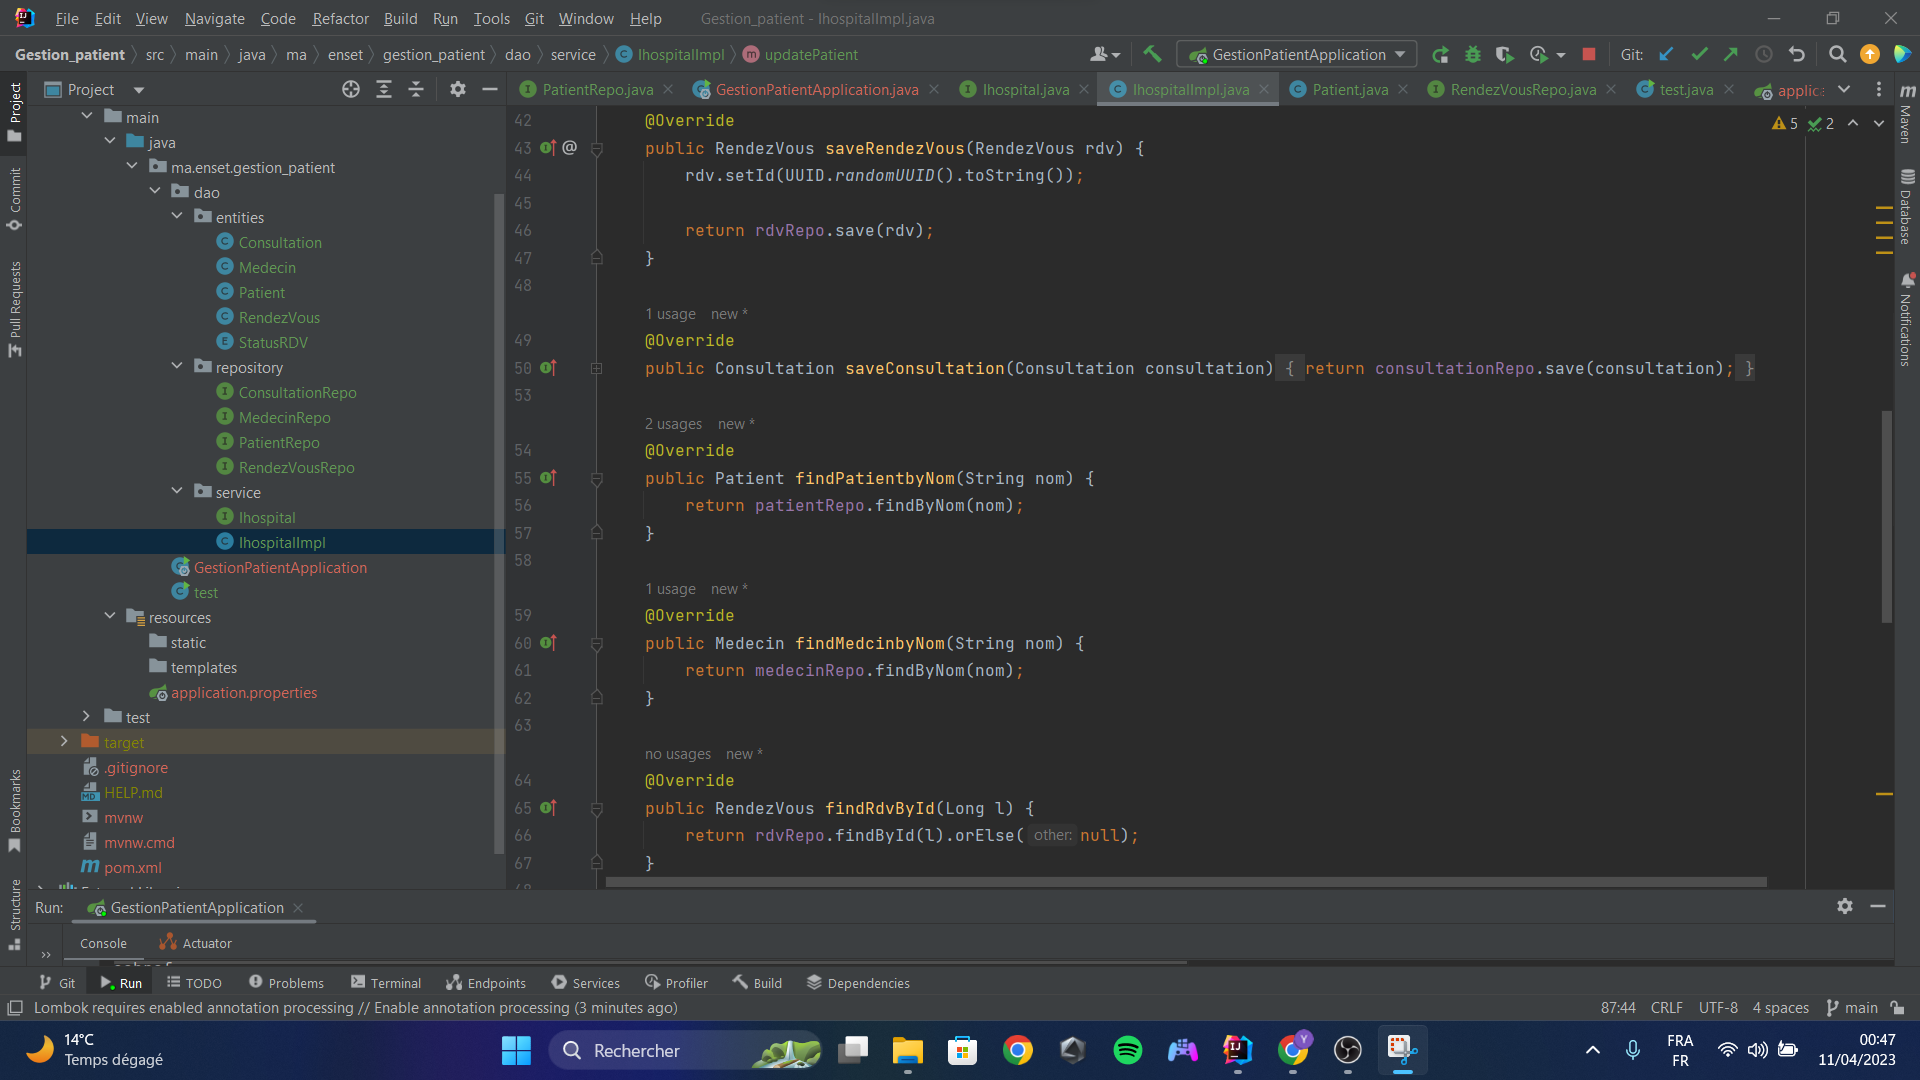 File Edit View Navigate Code Refactor Build Run Tools Git Window Help Gestion_patient - IhospitalImpl.java
Gestion_patient src main java ma enset gestion_patient dao service IhospitalImpl updatePatient GestionPatientApplication Git:
Project
PatientRepo.java GestionPatientApplication.java Ihospital.java IhospitalImpl.java Patient.java RendezVousRepo.java test.java applic
main
java
ma.enset.gestion_patient
dao
entities
Consultation
Medecin
Patient
RendezVous
StatusRDV
repository
ConsultationRepo
MedecinRepo
PatientRepo
RendezVousRepo
service
Ihospital
IhospitalImpl
GestionPatientApplication
test
resources
static
templates
application.properties
test
target
.gitignore
HELP.md
mvnw
mvnw.cmd
pom.xml
5 2
42 @Override
43 @ public RendezVous saveRendezVous(RendezVous rdv) {
44 rdv.setId(UUID.randomUUID().toString());
45
46 return rdvRepo.save(rdv);
47 }
48
1 usage new *
49 @Override
50 public Consultation saveConsultation(Consultation consultation) { return consultationRepo.save(consultation); }
53
2 usages new *
54 @Override
55 public Patient findPatientbyNom(String nom) {
56 return patientRepo.findByNom(nom);
57 }
58
1 usage new *
59 @Override
60 public Medecin findMedcinbyNom(String nom) {
61 return medecinRepo.findByNom(nom);
62 }
63
no usages new *
64 @Override
65 public RendezVous findRdvById(Long l) {
66 return rdvRepo.findById(l).orElse( other: null);
67 }
Project
Commit
Pull Requests
Bookmarks
Structure
Maven
Database
Notifications
Run: GestionPatientApplication
Console Actuator
Git Run TODO Problems Terminal Endpoints Services Profiler Build Dependencies
Lombok requires enabled annotation processing // Enable annotation processing (3 minutes ago) 87:44 CRLF UTF-8 4 spaces main
14°C
Temps dégagé
Rechercher
FRA
FR
00:47
11/04/2023